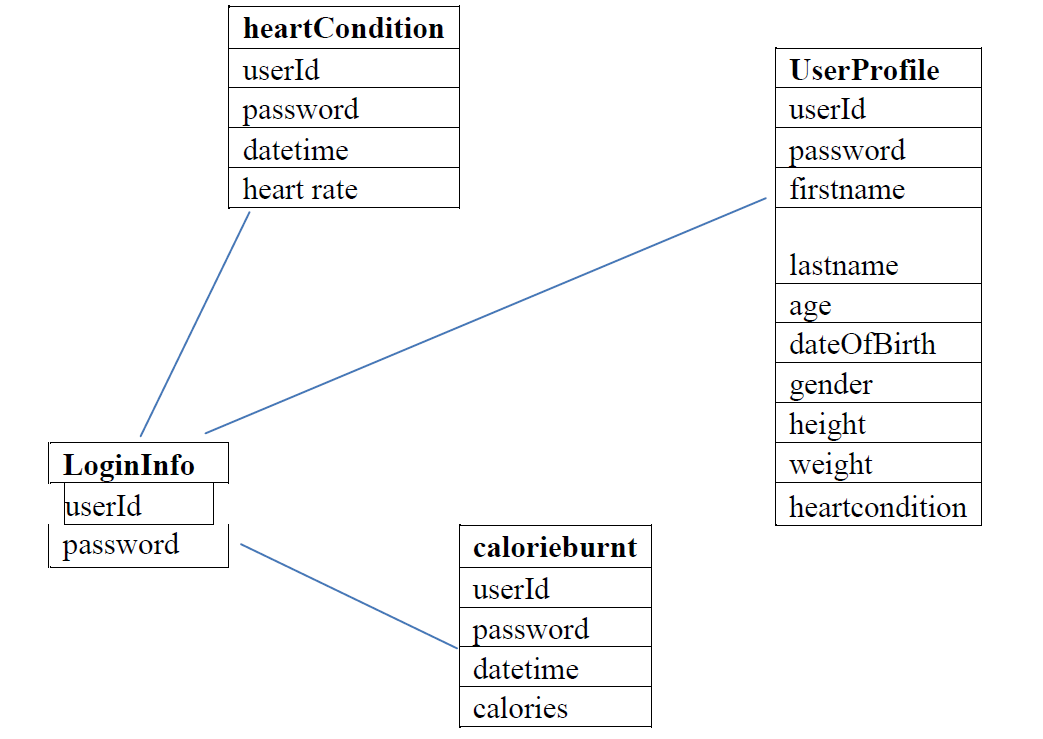 heartCondition
userId
password
datetime
heart rate
UserProfile
userId
password
firstname
lastname
age
dateOfBirth
gender
height
weight
heartcondition
LoginInfo
userId
password
calorieburnt
userId
password
datetime
calories